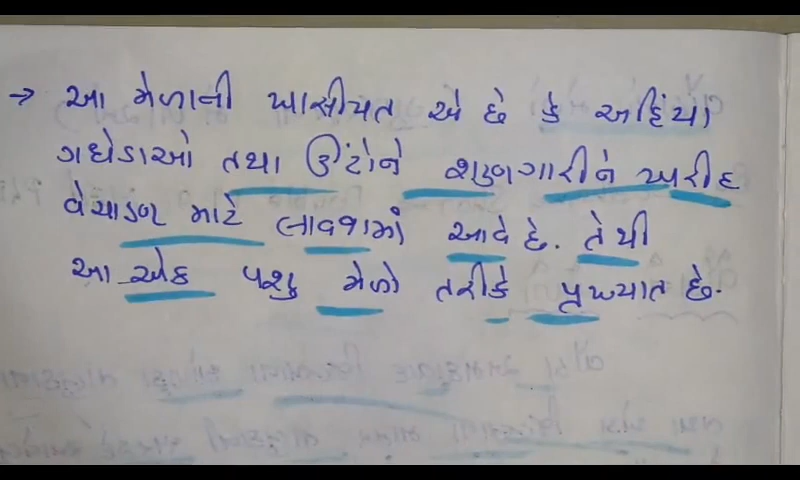 → આ મેળાની ખાસીયત એ છે કે અહિંયા
ગધેડાઓ તથા ઊંટોને શણગારીને ખરીદ
વેચાણ માટે લાવવામાં આવે છે. તેથી
આ એક પશુ મેળો તરીકે પ્રખ્યાત છે.